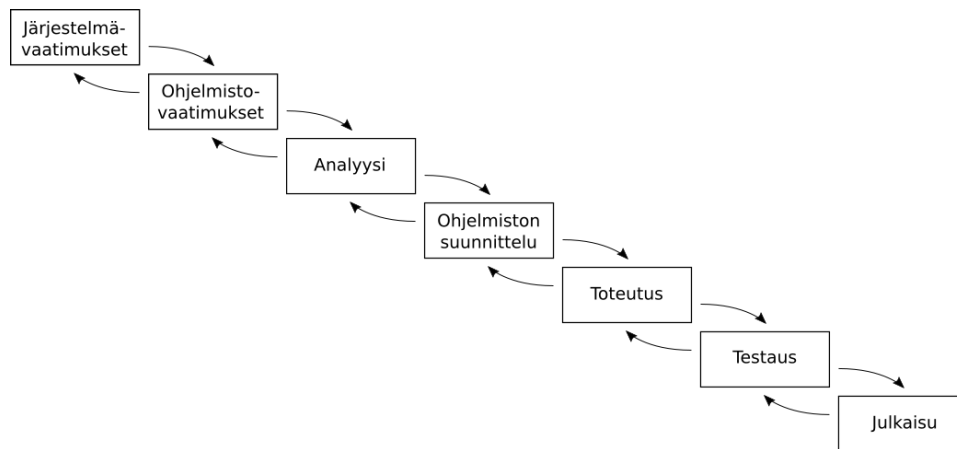 Järjestelmä-
vaatimukset
Ohjelmisto-
vaatimukset
Analyysi
Ohjelmiston
suunnittelu
Toteutus
Testaus
Julkaisu